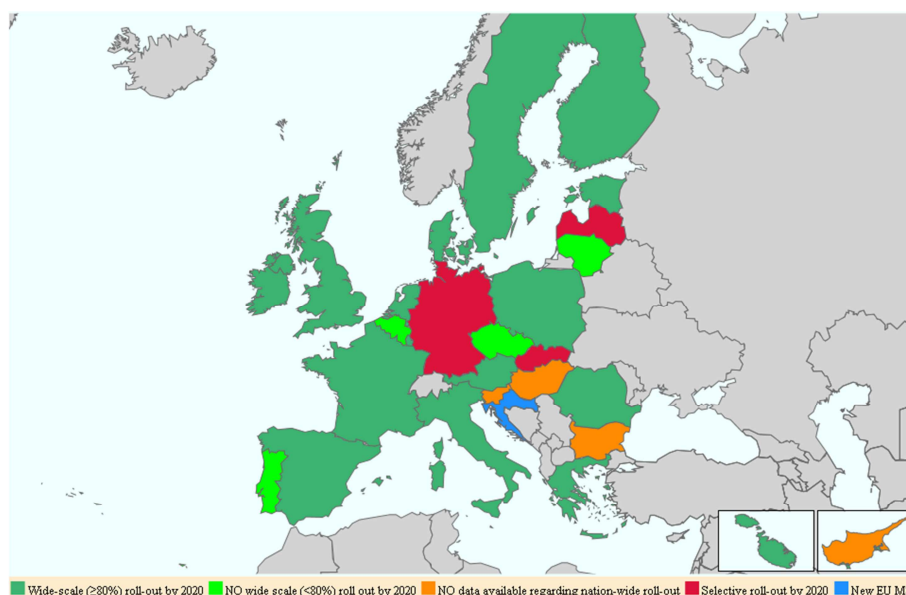 Wide-scale (≥80%) roll-out by 2020 NO wide scale (<80%) roll out by 2020 NO data available regarding nation-wide roll-out Selective roll-out by 2020 New EU M